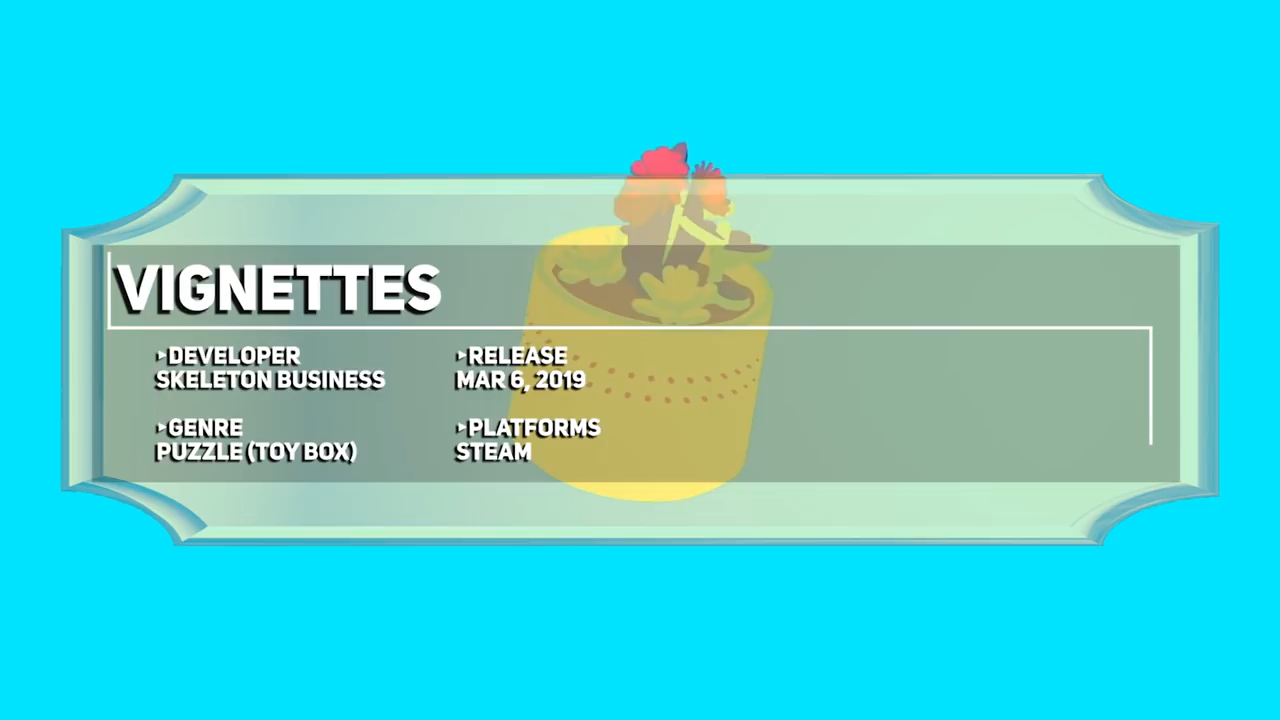 VIGNETTES
▸DEVELOPER
SKELETON BUSINESS
▸RELEASE
MAR 6, 2019
▸GENRE
PUZZLE (TOY BOX)
▸PLATFORMS
STEAM